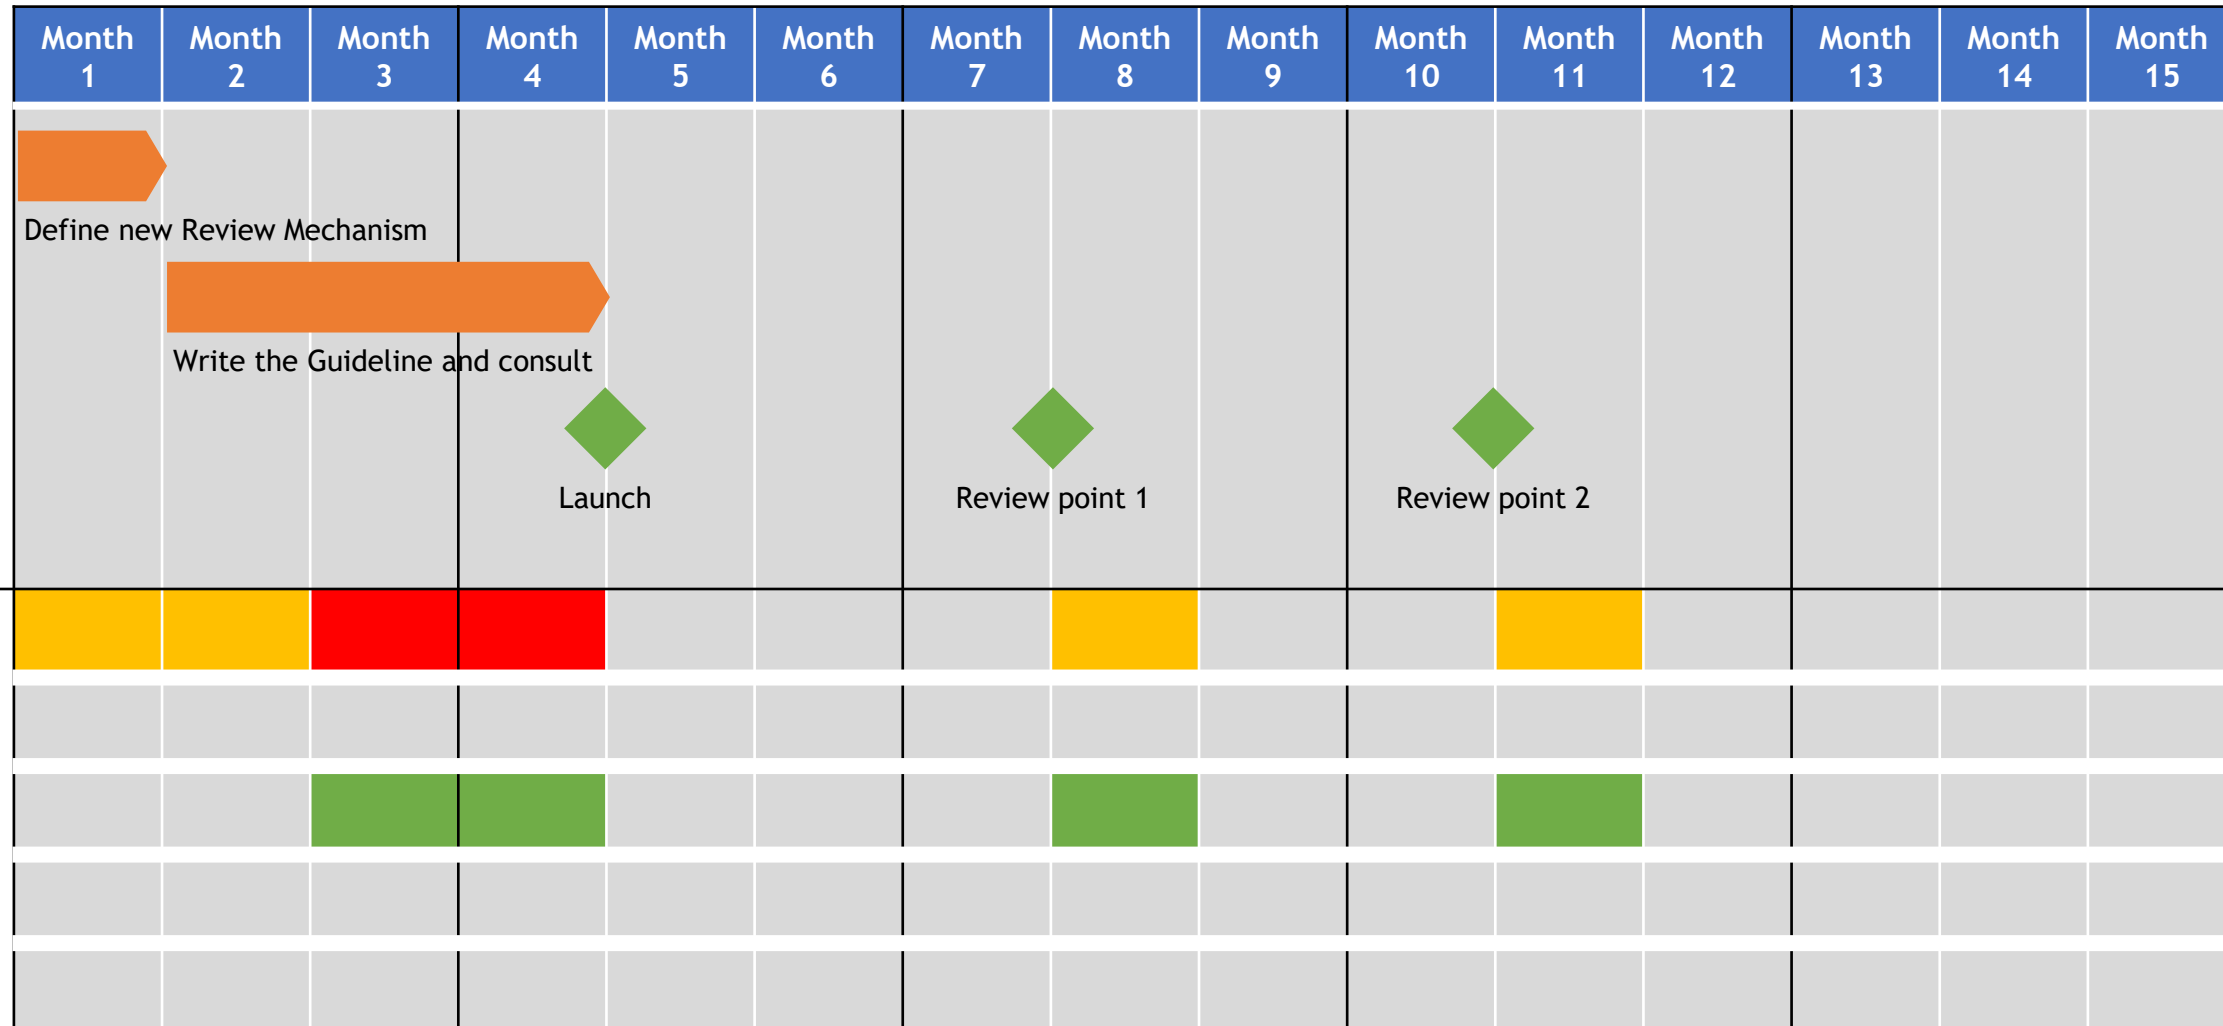 Month Month Month Month Month Month Month Month Month Month Month Month Month Month Month
1 2 3 4 5 6 7 8 9 10 11 12 13 14 15
Define new Review Mechanism
Write the Guideline and consult
Launch Review point 1 Review point 2